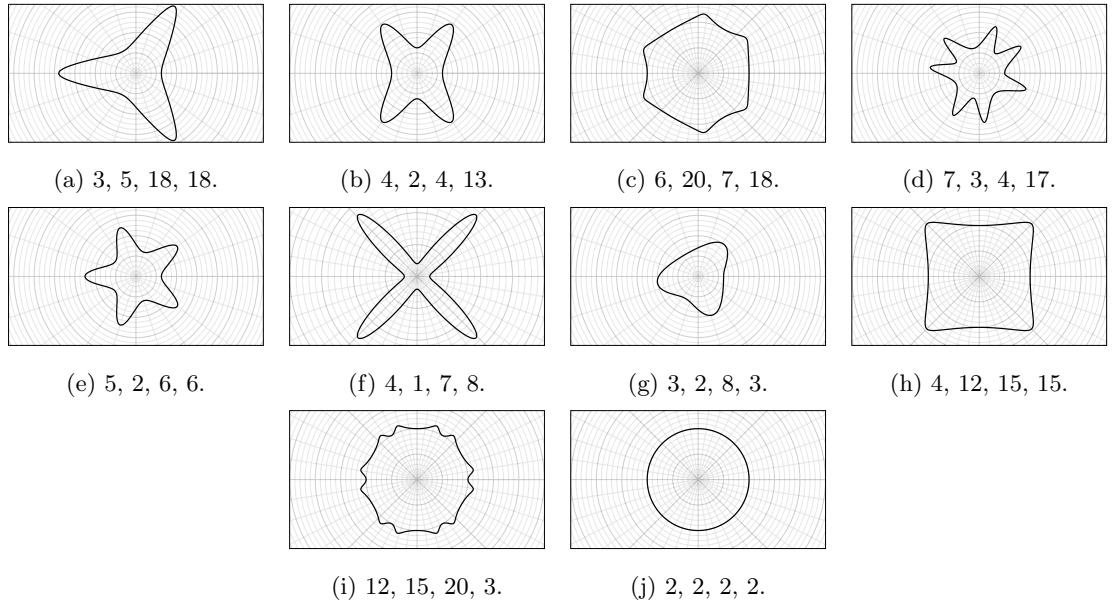 (a) 3, 5, 18, 18.
(b) 4, 2, 4, 13.
(c) 6, 20, 7, 18.
(d) 7, 3, 4, 17.
(e) 5, 2, 6, 6.
(f) 4, 1, 7, 8.
(g) 3, 2, 8, 3.
(h) 4, 12, 15, 15.
(i) 12, 15, 20, 3.
(j) 2, 2, 2, 2.